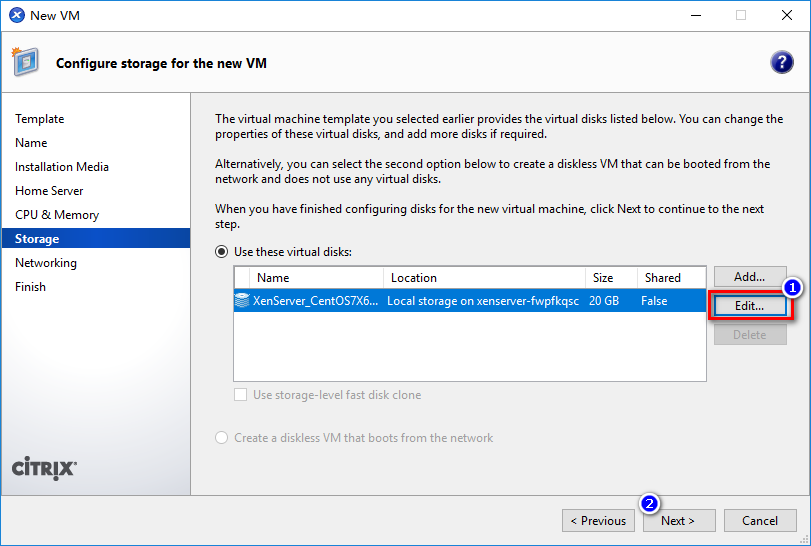 New VM
Configure storage for the new VM
?
Template
Name
Installation Media
Home Server
CPU & Memory
Storage
Networking
Finish
CITRIX
The virtual machine template you selected earlier provides the virtual disks listed below. You can change the
properties of these virtual disks, and add more disks if required.
Alternatively, you can select the second option below to create a diskless VM that can be booted from the
network and does not use any virtual disks.
When you have finished configuring disks for the new virtual machine, click Next to continue to the next
step.
Use these virtual disks:
Name Location Size Shared
XenServer_CentOS7X6... Local storage on xenserver-fwpfkqsc 20 GB False
Add...
1
Edit...
Delete
Use storage-level fast disk clone
Create a diskless VM that boots from the network
2
< Previous Next > Cancel